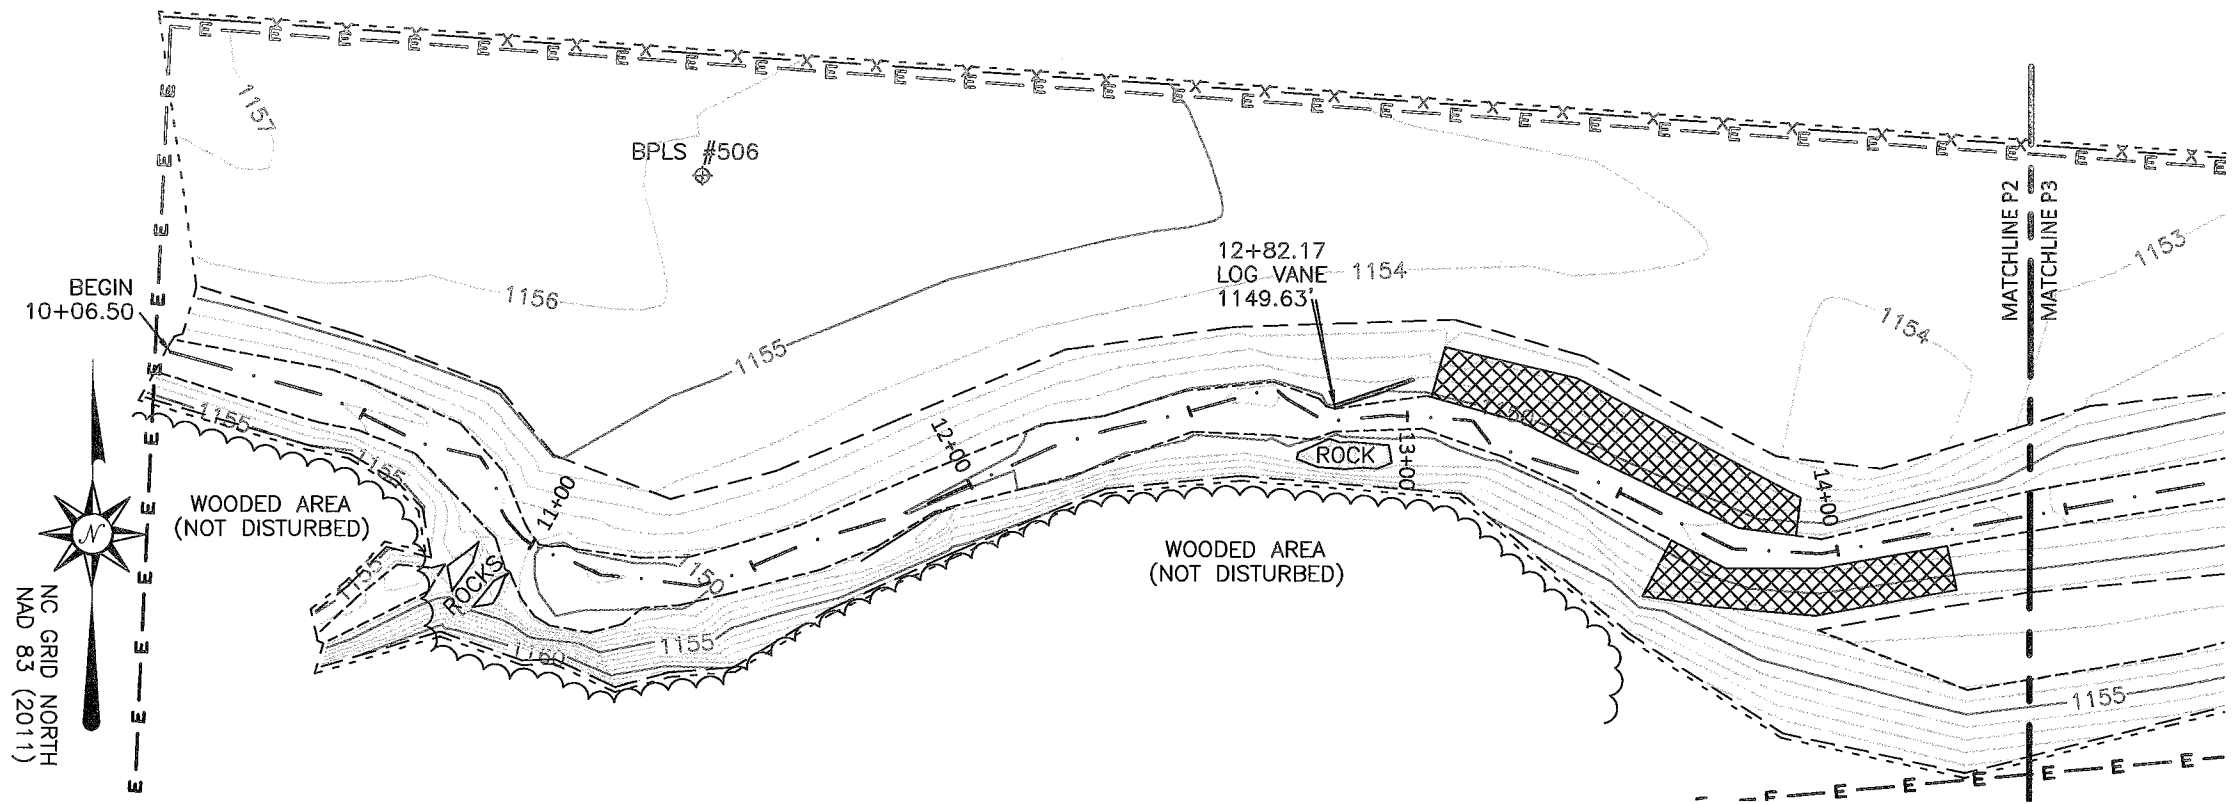 1157
BPLS #506
MATCHLINE P2
MATCHLINE P3
1153
12+82.17
LOG VANE
1149.63'
1154
BEGIN
10+06.50
1156
1154
1155
1155
1155
12+00
ROCK
13+00
1150
14+00
11+00
WOODED AREA
(NOT DISTURBED)
N
WOODED AREA
(NOT DISTURBED)
1155
ROCKS
1150
1155
1160
1155
NC GRID NORTH
NAD 83 (2011)